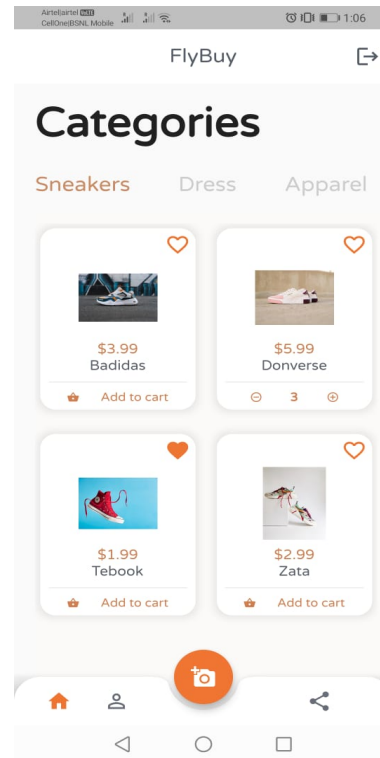 Airtel|airtel VoLTE
CellOne|BSNL Mobile
1:06
FlyBuy
Categories
Sneakers Dress Apparel
$3.99
Badidas
Add to cart
$5.99
Donverse
3
$1.99
Tebook
Add to cart
$2.99
Zata
Add to cart